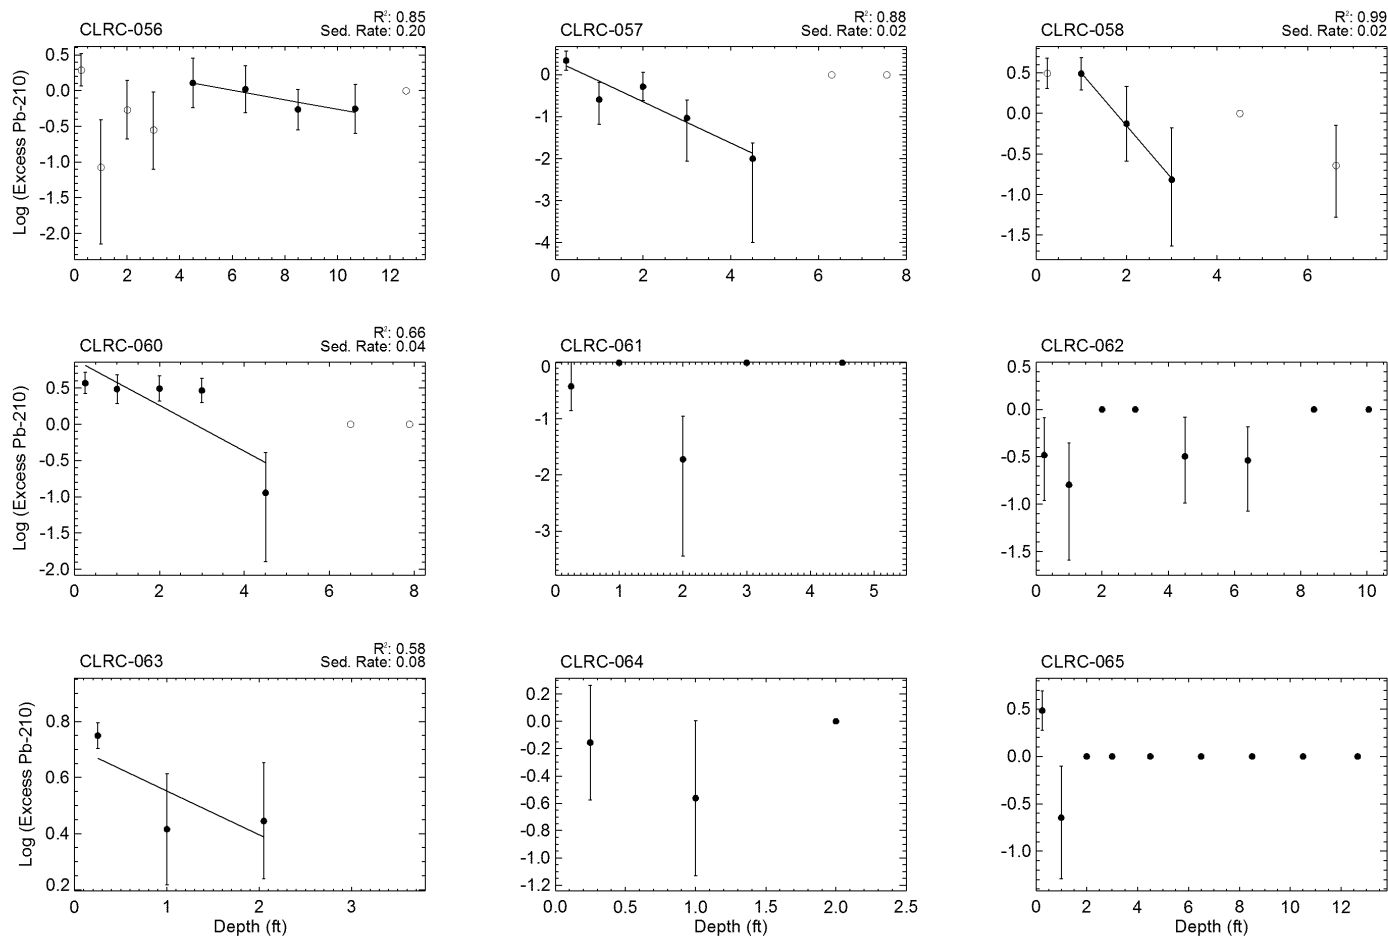 R²: 0.85
CLRC-056 Sed. Rate: 0.20
R²: 0.88
CLRC-057 Sed. Rate: 0.02
R²: 0.99
CLRC-058 Sed. Rate: 0.02
Log (Excess Pb-210)
0.5
0.0
-0.5
-1.0
-1.5
-2.0
0 2 4 6 8 10 12
0
-1
-2
-3
-4
0 2 4 6 8
0.5
0.0
-0.5
-1.0
-1.5
0 2 4 6
R²: 0.66
CLRC-060 Sed. Rate: 0.04
CLRC-061
CLRC-062
Log (Excess Pb-210)
0.5
0.0
-0.5
-1.0
-1.5
-2.0
0 2 4 6 8
0
-1
-2
-3
0 1 2 3 4 5
0.5
0.0
-0.5
-1.0
-1.5
0 2 4 6 8 10
R²: 0.58
CLRC-063 Sed. Rate: 0.08
CLRC-064
CLRC-065
Log (Excess Pb-210)
0.8
0.6
0.4
0.2
0 1 2 3
Depth (ft)
0.2
0.0
-0.2
-0.4
-0.6
-0.8
-1.0
-1.2
0.0 0.5 1.0 1.5 2.0 2.5
Depth (ft)
0.5
0.0
-0.5
-1.0
0 2 4 6 8 10 12
Depth (ft)